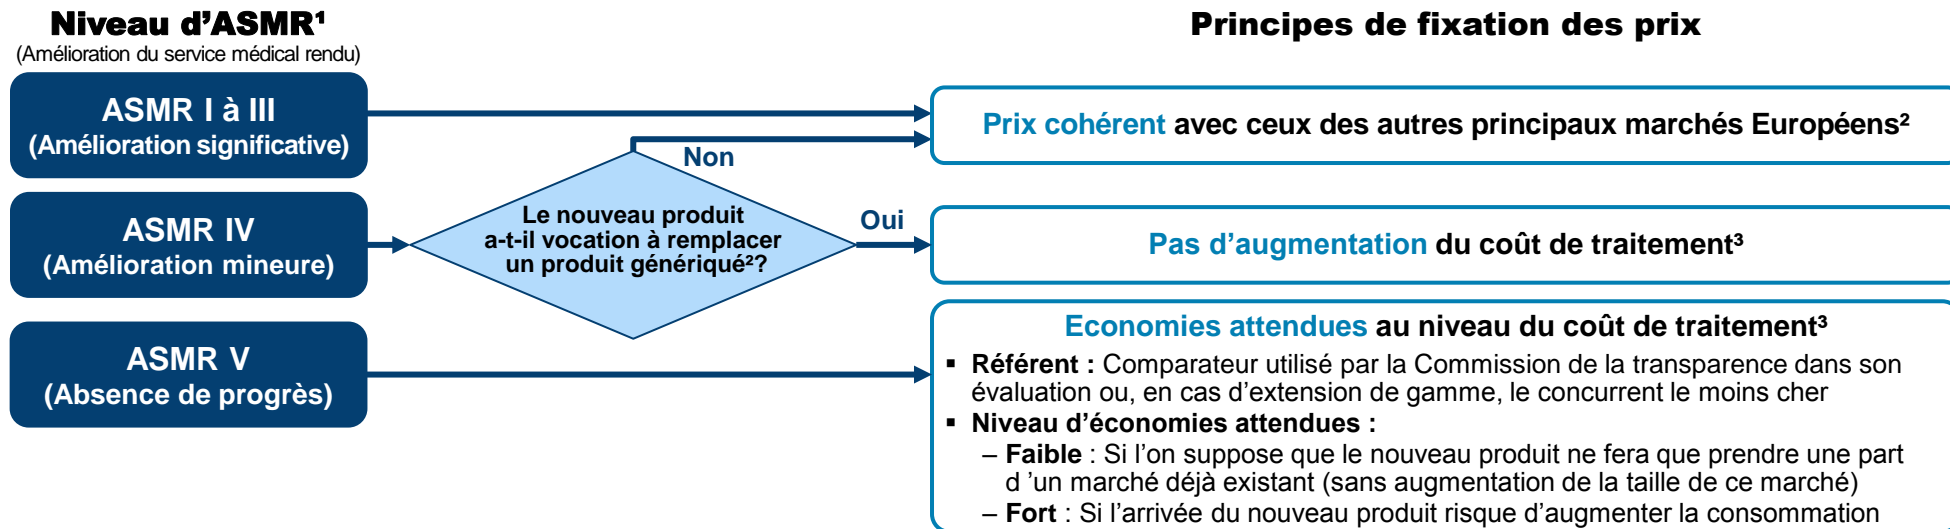 Niveau d’ASMR¹
(Amélioration du service médical rendu)
Principes de fixation des prix
ASMR I à III
(Amélioration significative)
Prix cohérent avec ceux des autres principaux marchés Européens²
Non
ASMR IV
(Amélioration mineure)
Le nouveau produit
a-t-il vocation à remplacer
un produit génériqué²?
Oui
Pas d’augmentation du coût de traitement³
ASMR V
(Absence de progrès)
Economies attendues au niveau du coût de traitement³
▪ Référent : Comparateur utilisé par la Commission de la transparence dans son
évaluation ou, en cas d’extension de gamme, le concurrent le moins cher
▪ Niveau d’économies attendues :
– Faible : Si l’on suppose que le nouveau produit ne fera que prendre une part
d ’un marché déjà existant (sans augmentation de la taille de ce marché)
– Fort : Si l’arrivée du nouveau produit risque d’augmenter la consommation